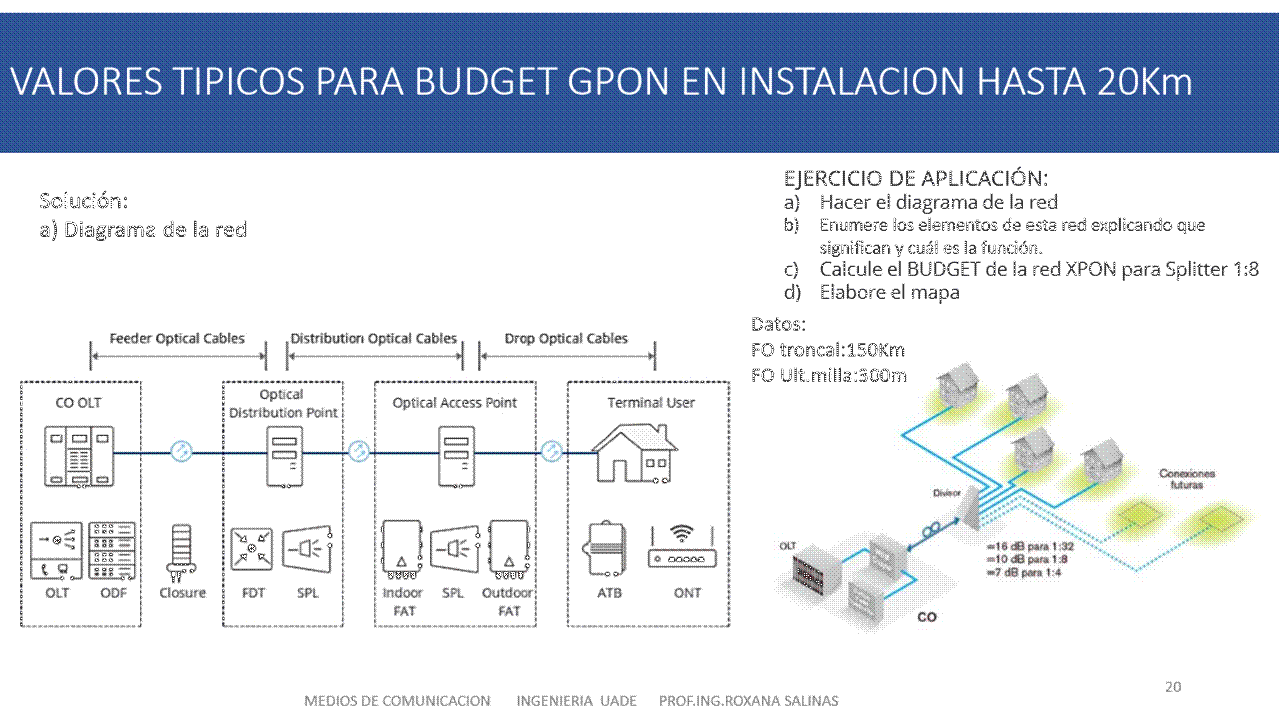 VALORES TIPICOS PARA BUDGET GPON EN INSTALACION HASTA 20Km
Solución:
a) Diagrama de la red
EJERCICIO DE APLICACIÓN:
a) Hacer el diagrama de la red
b) Enumere los elementos de esta red explicando que
significan y cuál es la función.
c) Calcule el BUDGET de la red XPON para Splitter 1:8
d) Elabore el mapa
Datos:
FO troncal:150Km
FO Ult.milla:300m
Feeder Optical Cables
Distribution Optical Cables
Drop Optical Cables
CO OLT
Optical
Distribution Point
Optical Access Point
Terminal User
OLT
ODF
Closure
FDT
SPL
Indoor
FAT
SPL
Outdoor
FAT
ATB
ONT
Conexiones
futuras
Divisor
OLT
≈16 dB para 1:32
≈10 dB para 1:8
≈7 dB para 1:4
CO
MEDIOS DE COMUNICACION INGENIERIA UADE PROF.ING.ROXANA SALINAS
20